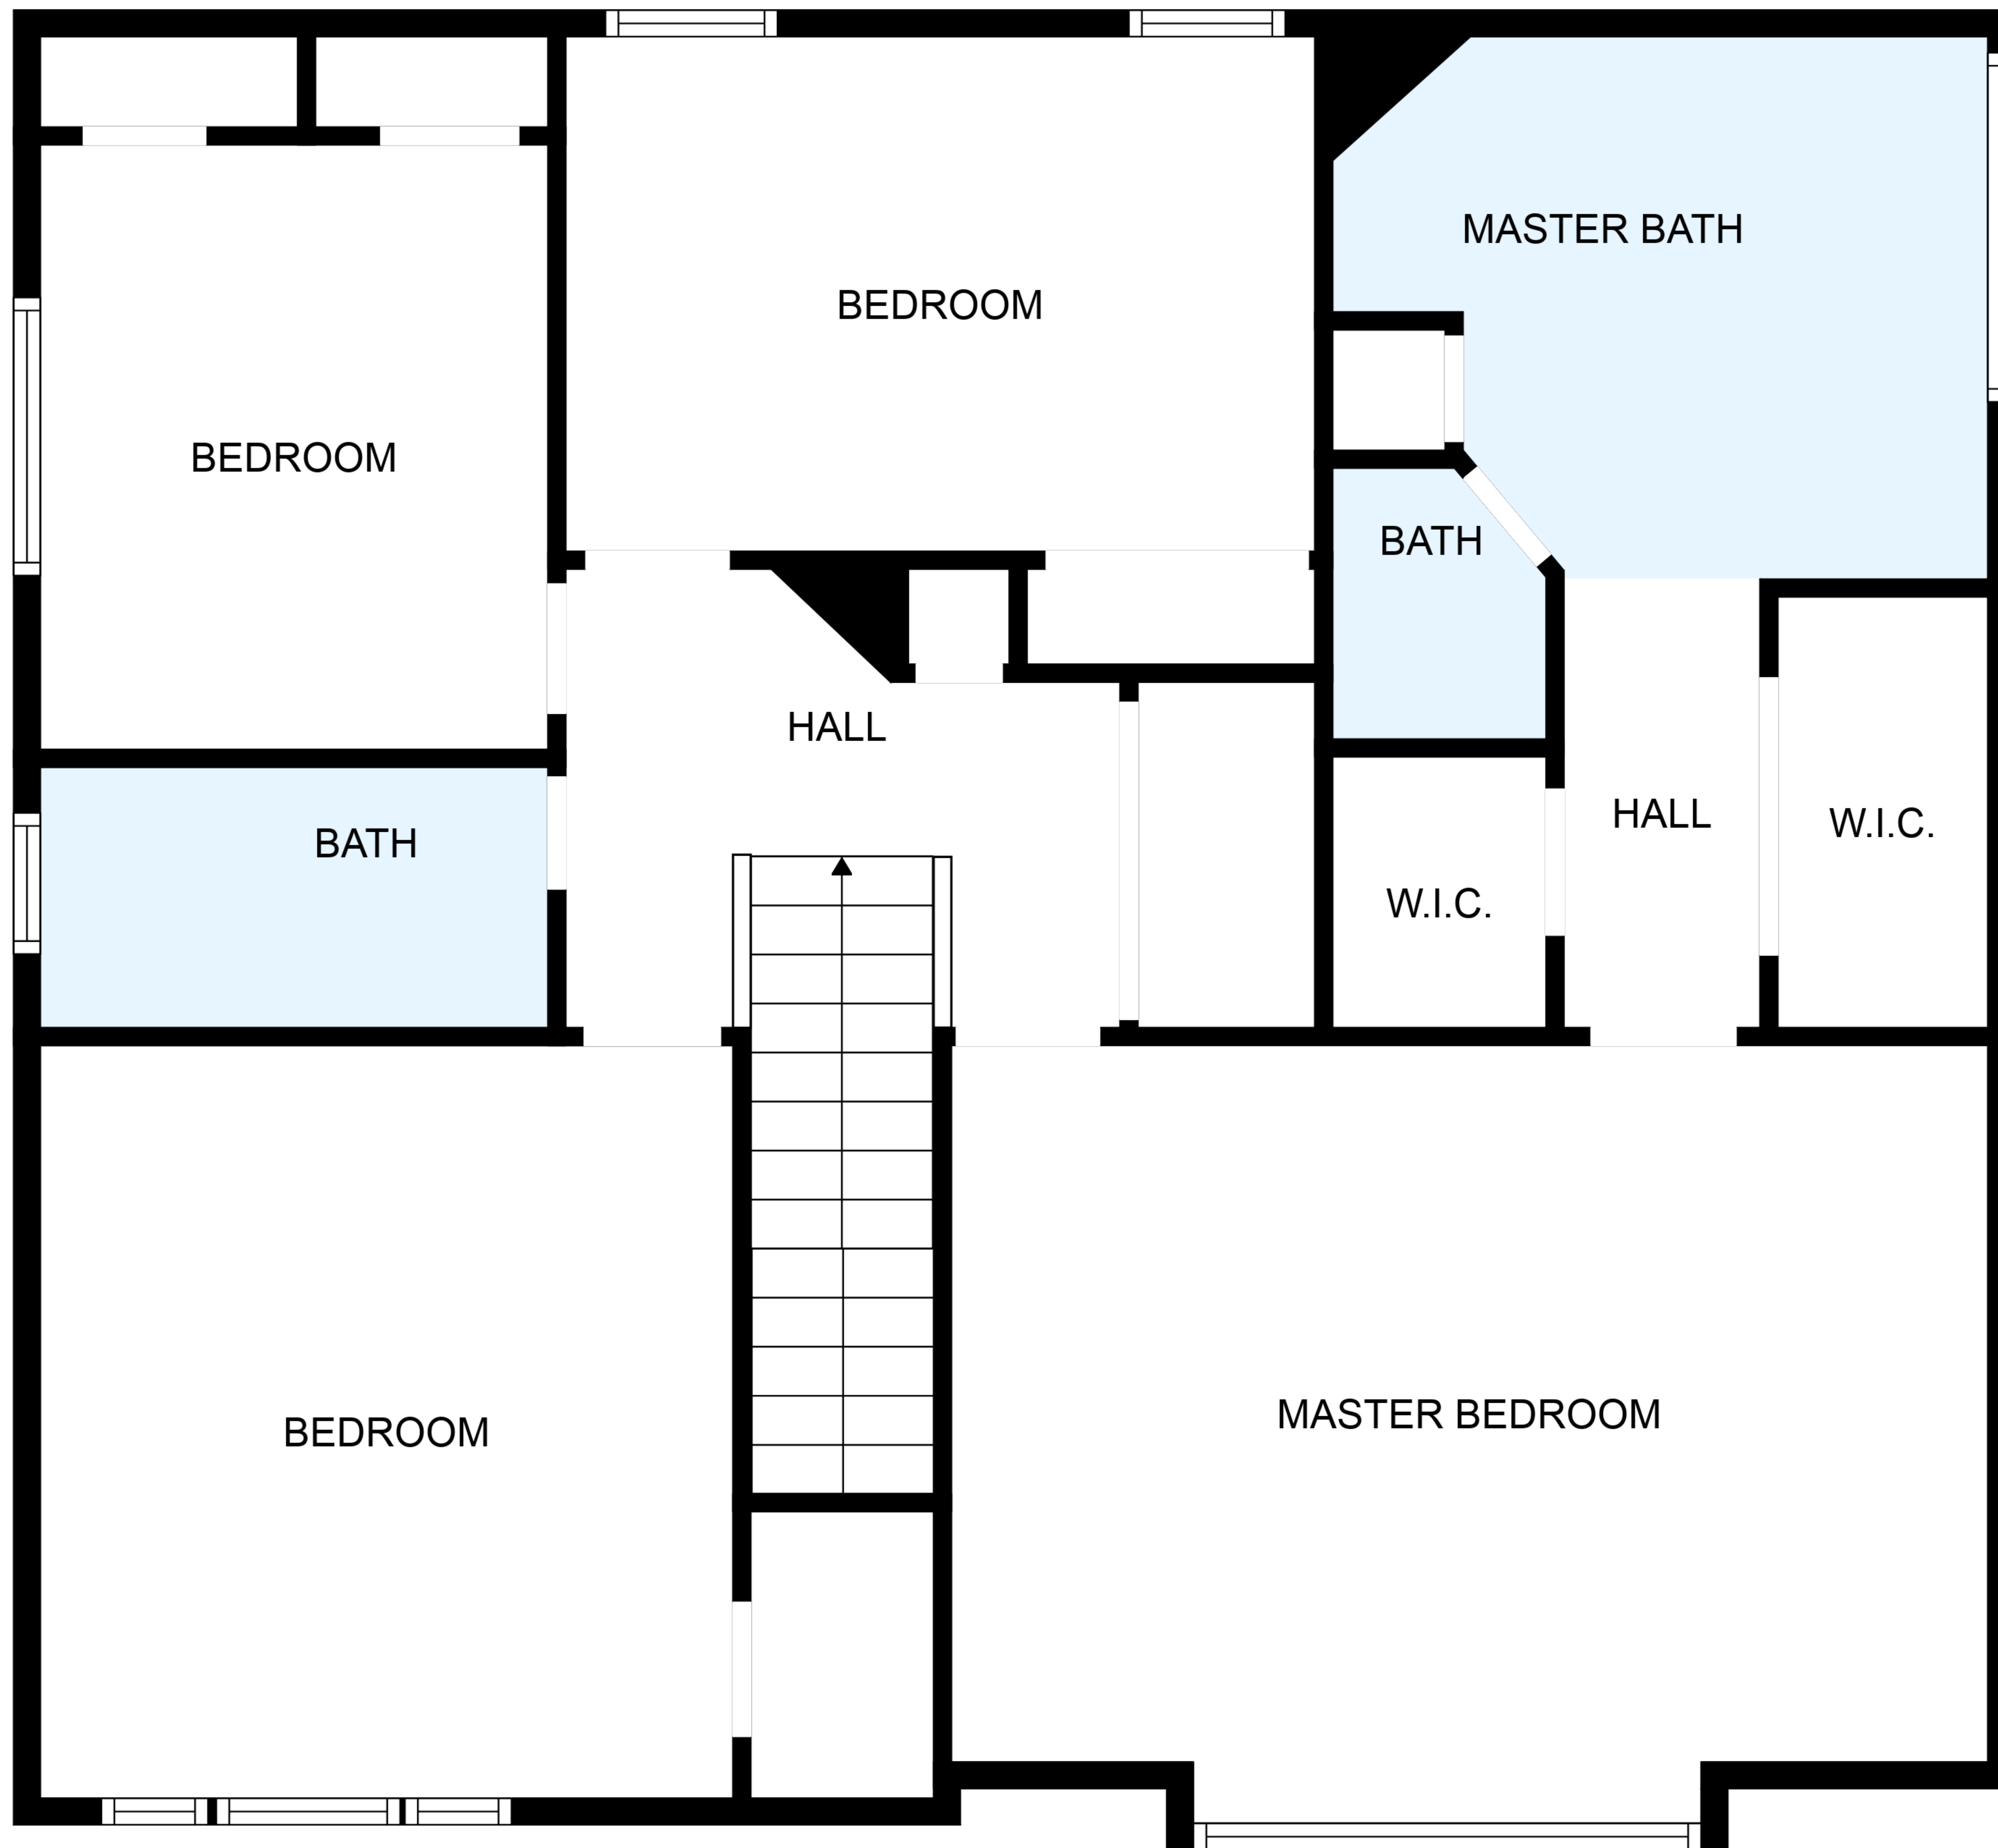 MASTER BATH
BEDROOM
BEDROOM
BATH
HALL
HALL
W.I.C.
BATH
W.I.C.
MASTER BEDROOM
BEDROOM